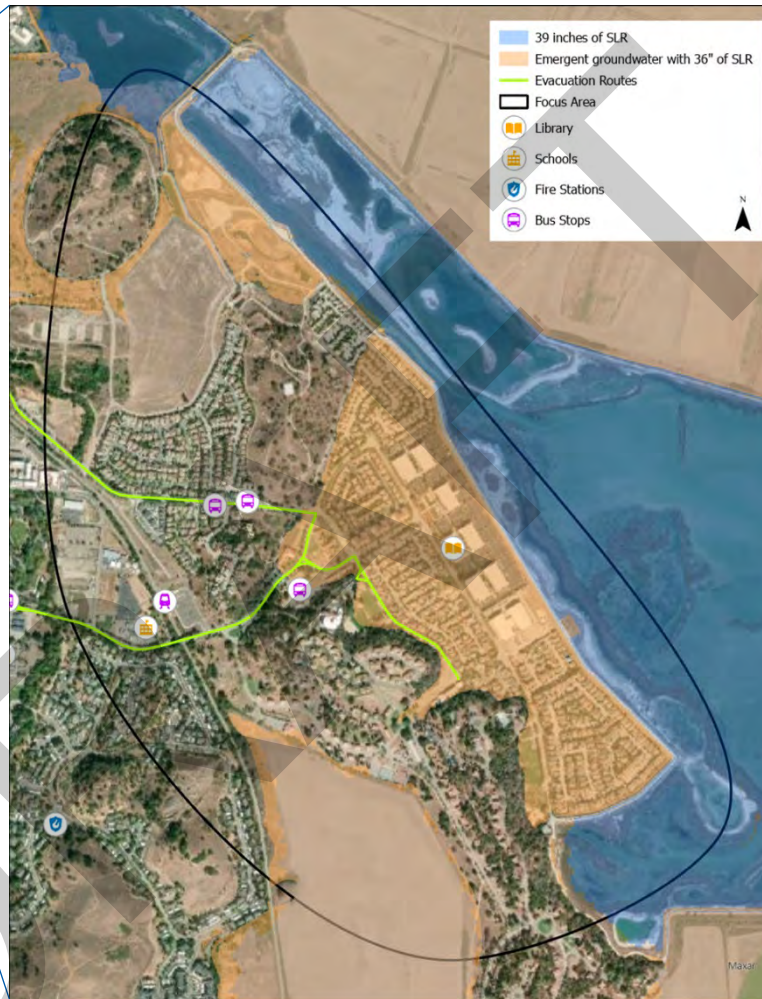 39 inches of SLR
Emergent groundwater with 36" of SLR
Evacuation Routes
Focus Area
Library
Schools
Fire Stations
Bus Stops
N
Maxar